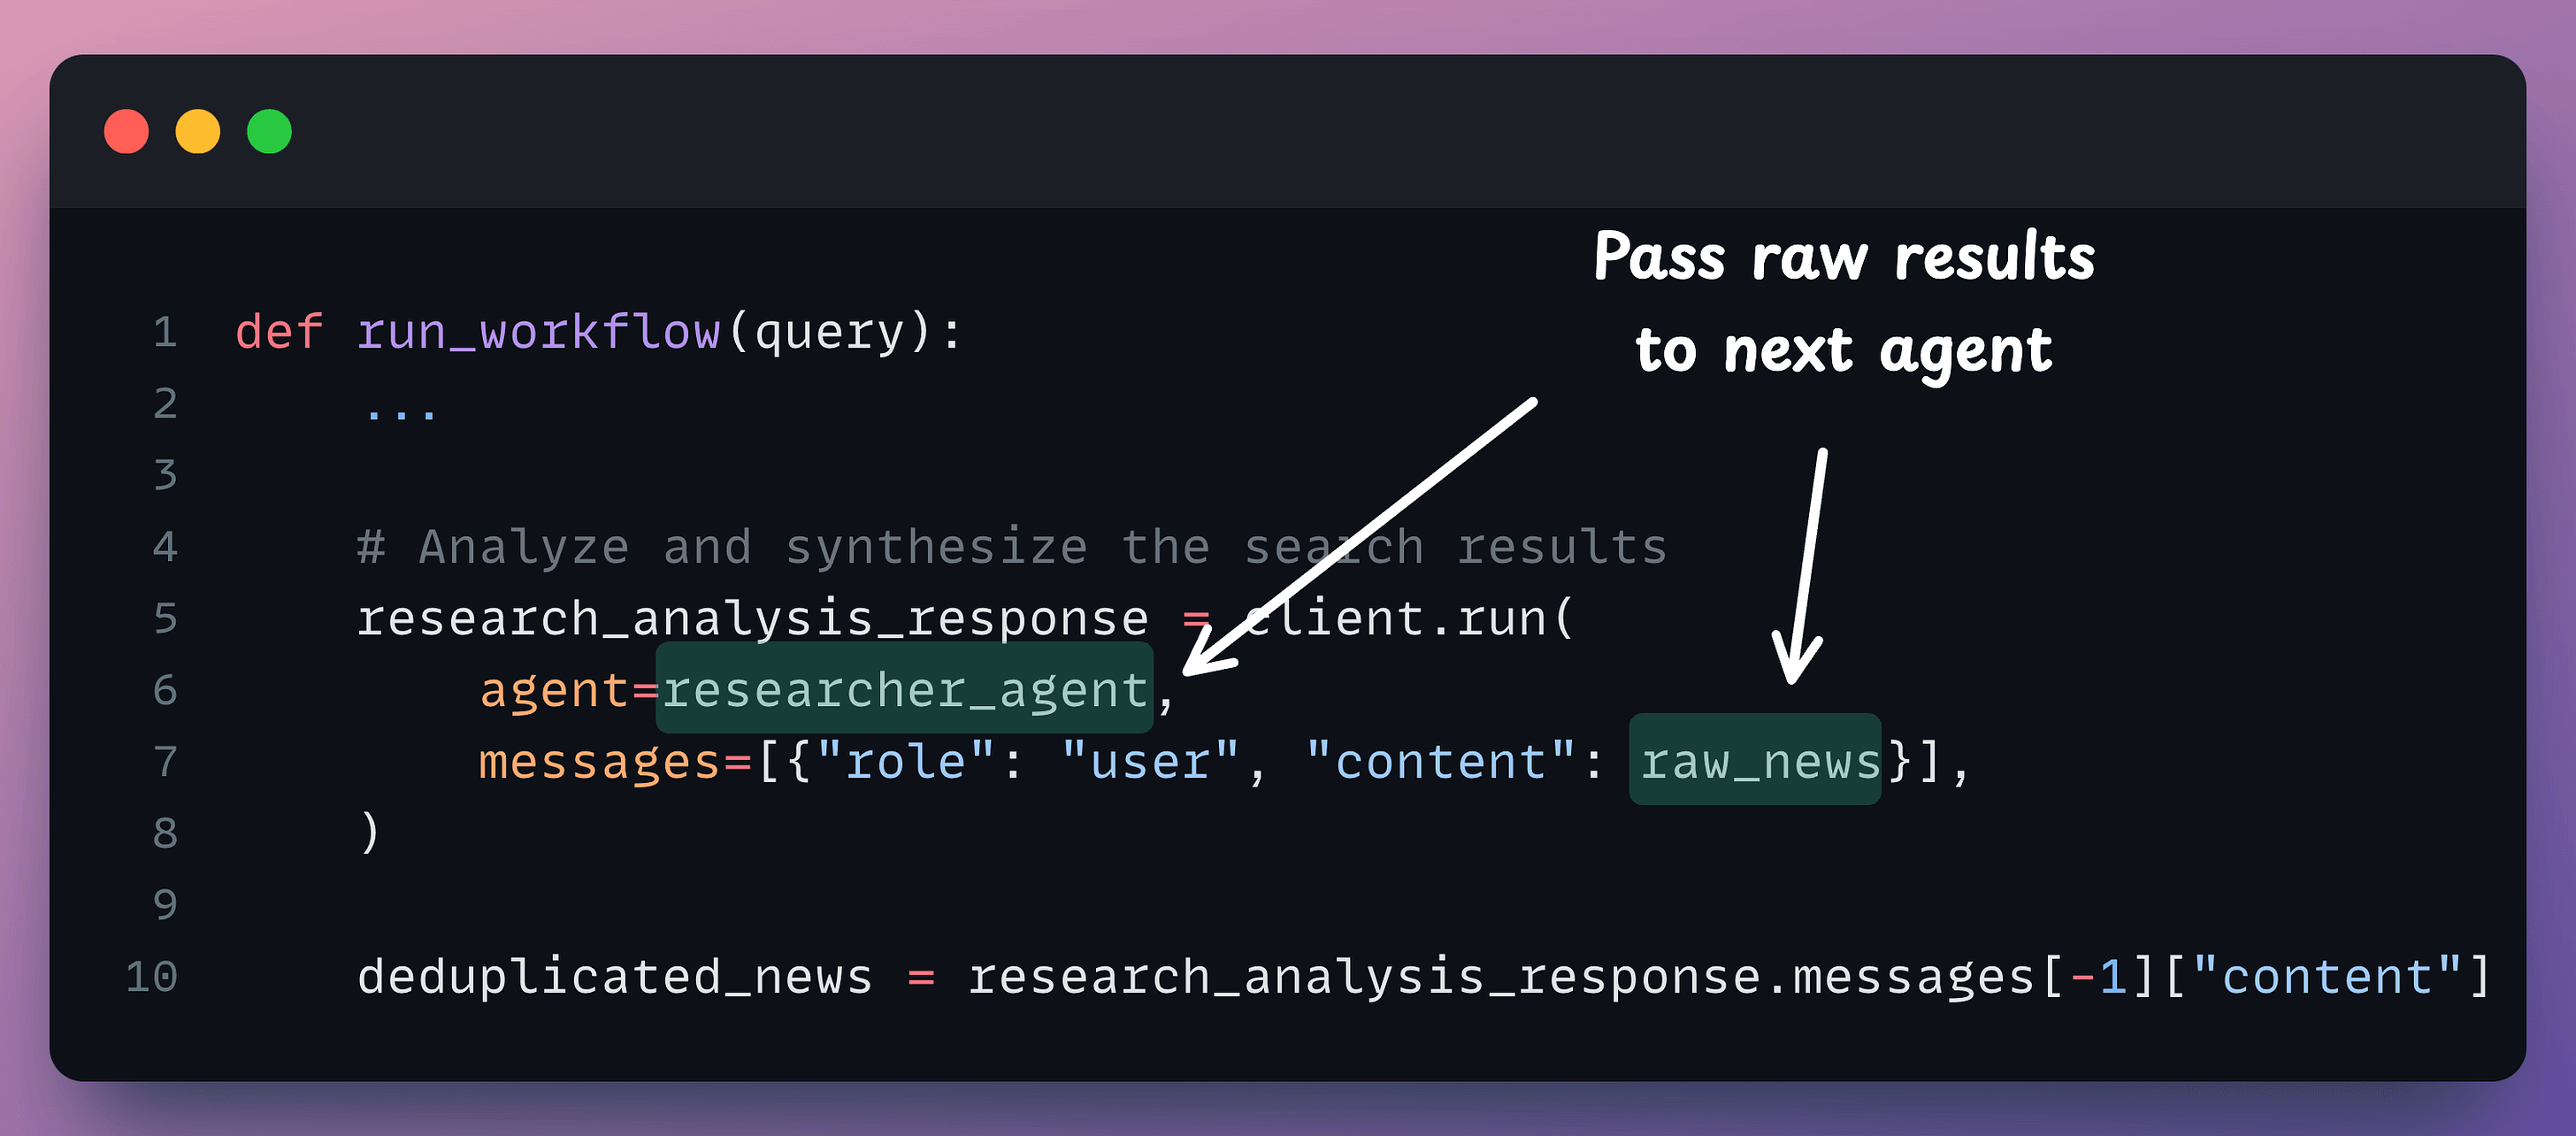 Pass raw results
to next agent
1 def run_workflow(query):
2     ...
3
4     # Analyze and synthesize the search results
5     research_analysis_response = client.run(
6         agent=researcher_agent,
7         messages=[{"role": "user", "content": raw_news}],
8     )
9
10     deduplicated_news = research_analysis_response.messages[-1]["content"]